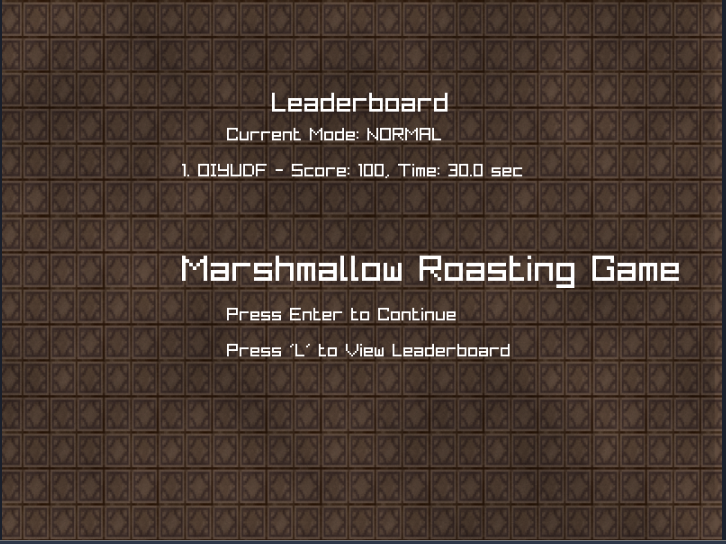 Leaderboard
Current Mode: NORMAL
1. OIYUDF - Score: 100, Time: 30.0 sec
Marshmallow Roasting Game
Press Enter to Continue
Press 'L' to View Leaderboard